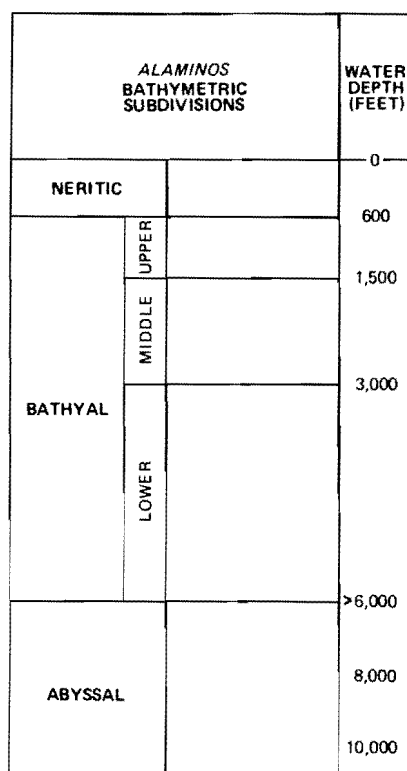 ALAMINOS
BATHYMETRIC
SUBDIVISIONS
WATER
DEPTH
(FEET)
0
NERITIC
600
UPPER
1,500
MIDDLE
3,000
BATHYAL
LOWER
>6,000
8,000
ABYSSAL
10,000